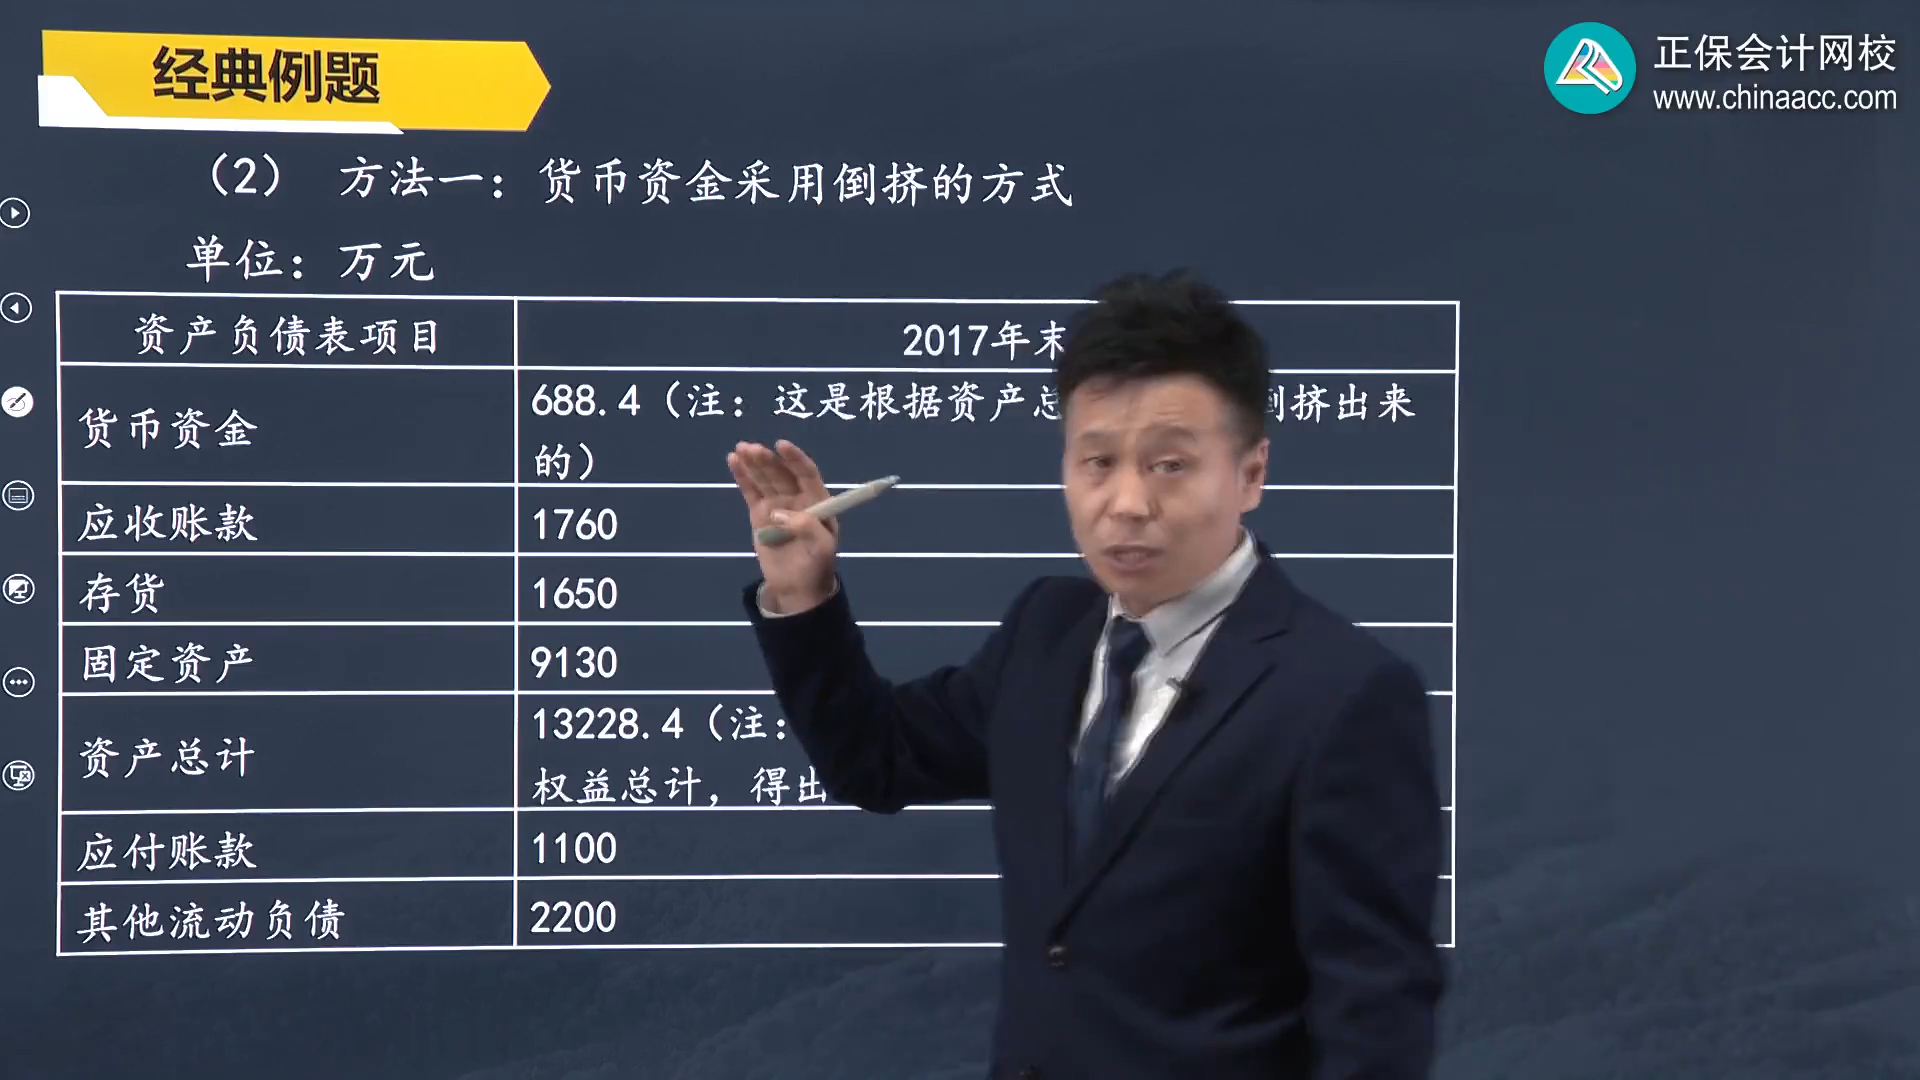 经典例题
正保会计网校
www.chinaacc.com
（2） 方法一：货币资金采用倒挤的方式
单位：万元
资产负债表项目 2017年末
货币资金 688.4（注：这是根据资产总 倒挤出来
的）
应收账款 1760
存货 1650
固定资产 9130
资产总计 13228.4（注：
权益总计，得出
应付账款 1100
其他流动负债 2200